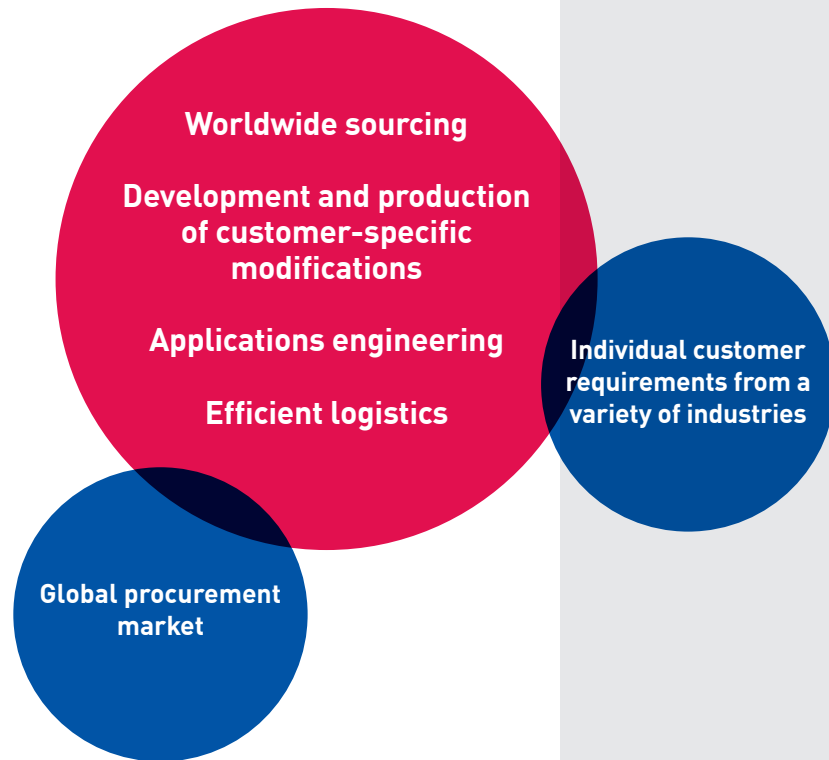 Worldwide sourcing
Development and production
of customer-specific
modifications
Applications engineering
Efficient logistics
Individual customer
requirements from a
variety of industries
Global procurement
market